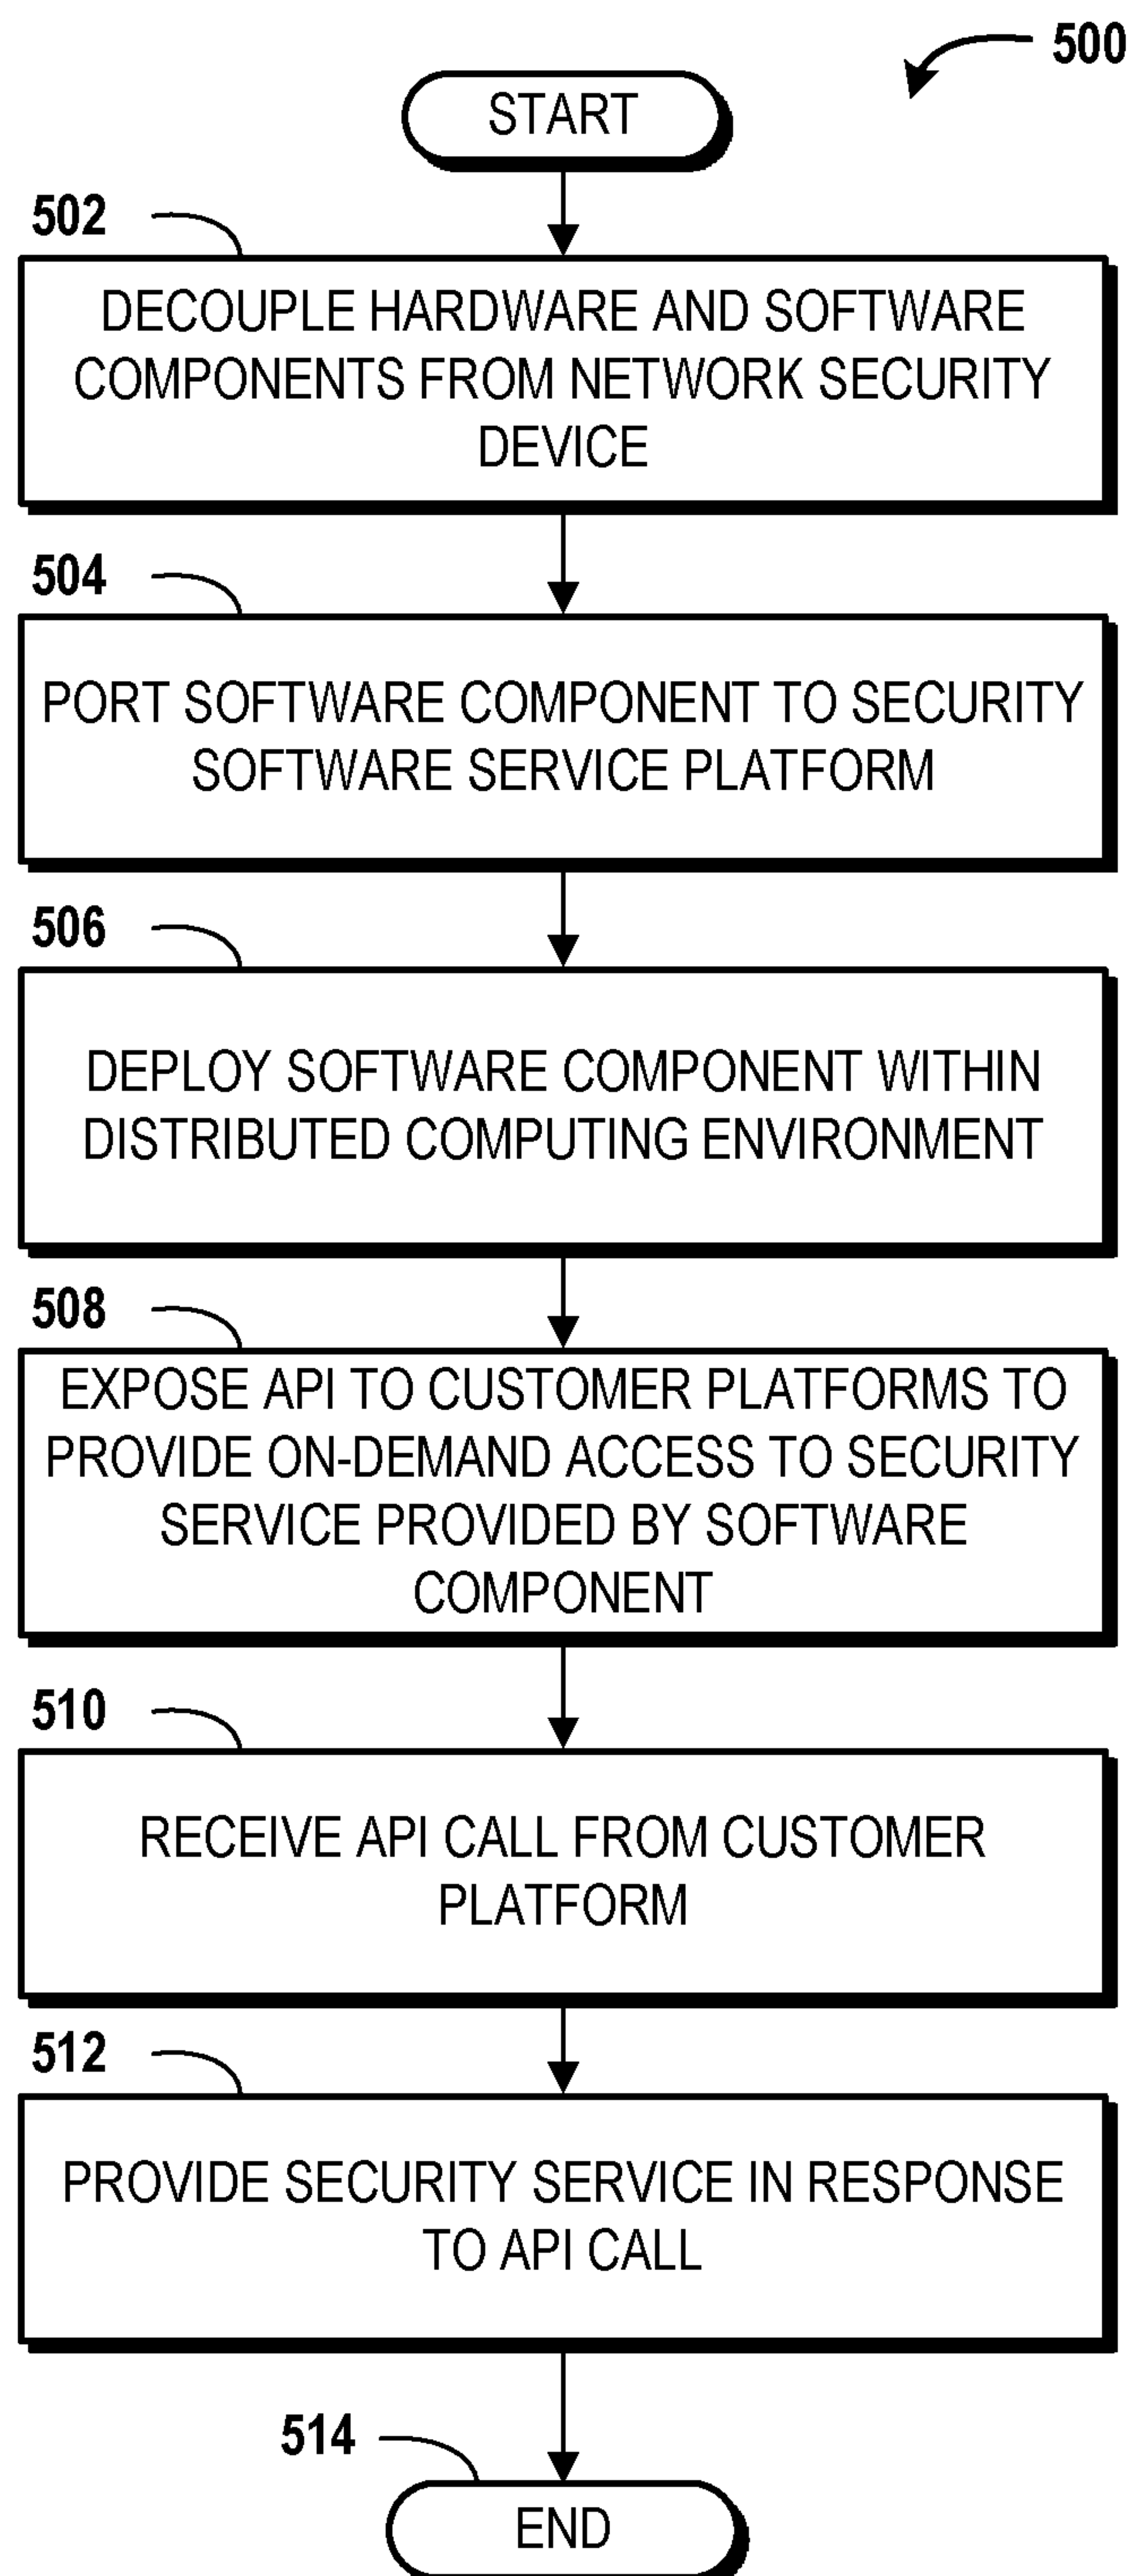 500
START
502
DECOUPLE HARDWARE AND SOFTWARE
COMPONENTS FROM NETWORK SECURITY
DEVICE
504
PORT SOFTWARE COMPONENT TO SECURITY
SOFTWARE SERVICE PLATFORM
506
DEPLOY SOFTWARE COMPONENT WITHIN
DISTRIBUTED COMPUTING ENVIRONMENT
508
EXPOSE API TO CUSTOMER PLATFORMS TO
PROVIDE ON-DEMAND ACCESS TO SECURITY
SERVICE PROVIDED BY SOFTWARE
COMPONENT
510
RECEIVE API CALL FROM CUSTOMER
PLATFORM
512
PROVIDE SECURITY SERVICE IN RESPONSE
TO API CALL
514
END